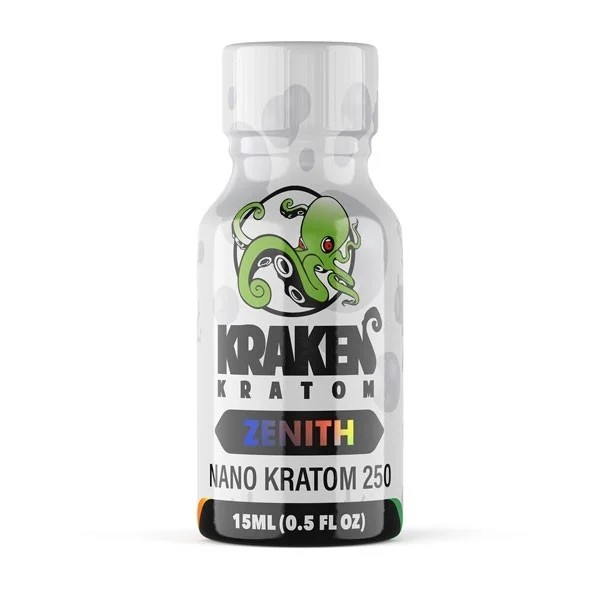 KRAKEN
KRATOM
ZENITH
NANO KRATOM 250
15ML (0.5 FL OZ)